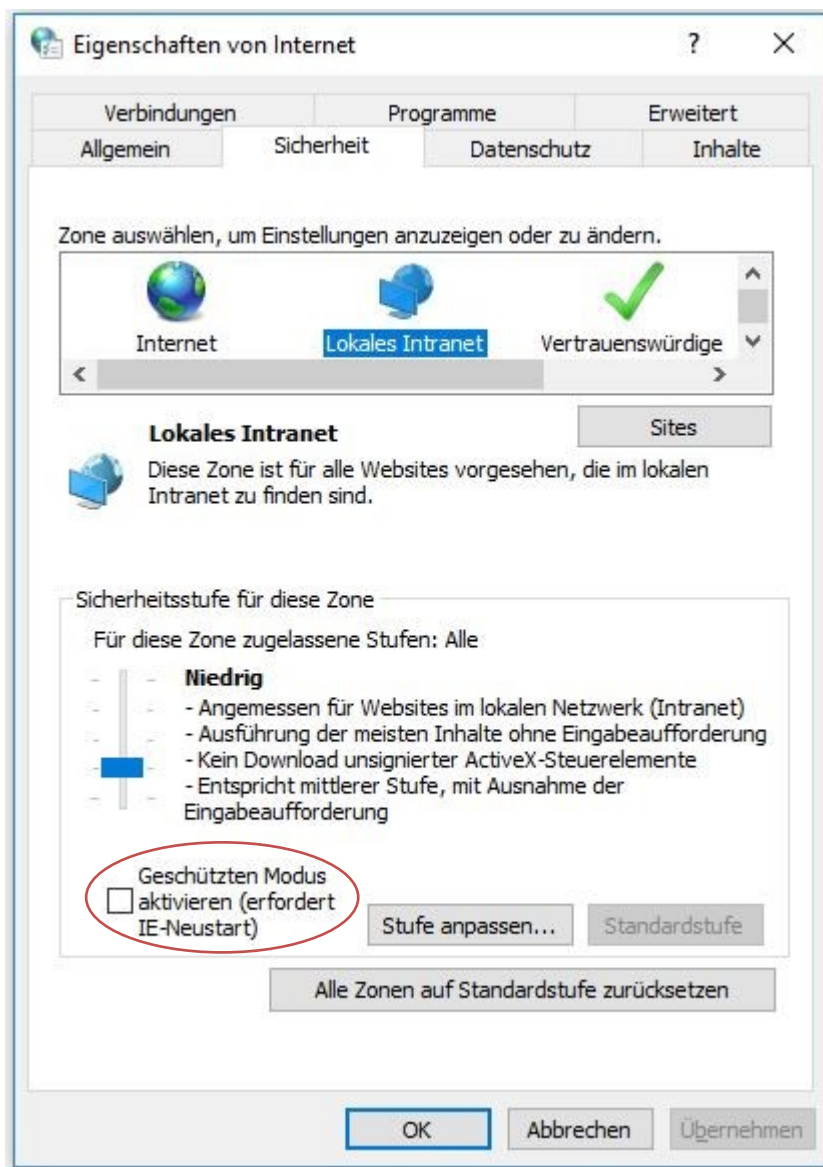 Eigenschaften von Internet
Verbindungen Programme Erweitert
Allgemein Sicherheit Datenschutz Inhalte
Zone auswählen, um Einstellungen anzuzeigen oder zu ändern.
Internet Lokales Intranet Vertrauenswürdige
Lokales Intranet
Sites
Diese Zone ist für alle Websites vorgesehen, die im lokalen
Intranet zu finden sind.
Sicherheitsstufe für diese Zone
Für diese Zone zugelassene Stufen: Alle
Niedrig
- Angemessen für Websites im lokalen Netzwerk (Intranet)
- Ausführung der meisten Inhalte ohne Eingabeaufforderung
- Kein Download unsignierter ActiveX-Steuerelemente
- Entspricht mittlerer Stufe, mit Ausnahme der
Eingabeaufforderung
Geschützten Modus
aktivieren (erfordert
IE-Neustart)
Stufe anpassen... Standardstufe
Alle Zonen auf Standardstufe zurücksetzen
OK Abbrechen Übernehmen